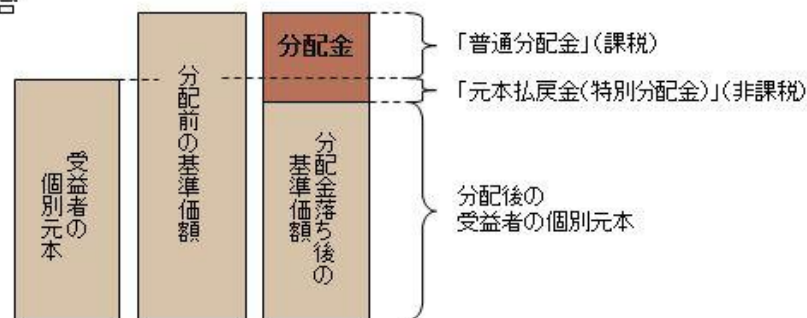 分配金
「普通分配金」(課税)
「元本払戻金(特別分配金)」(非課税)
受益者の
個別元本
分配前の基準価額
分配金落ち後の
基準価額
分配後の
受益者の個別元本